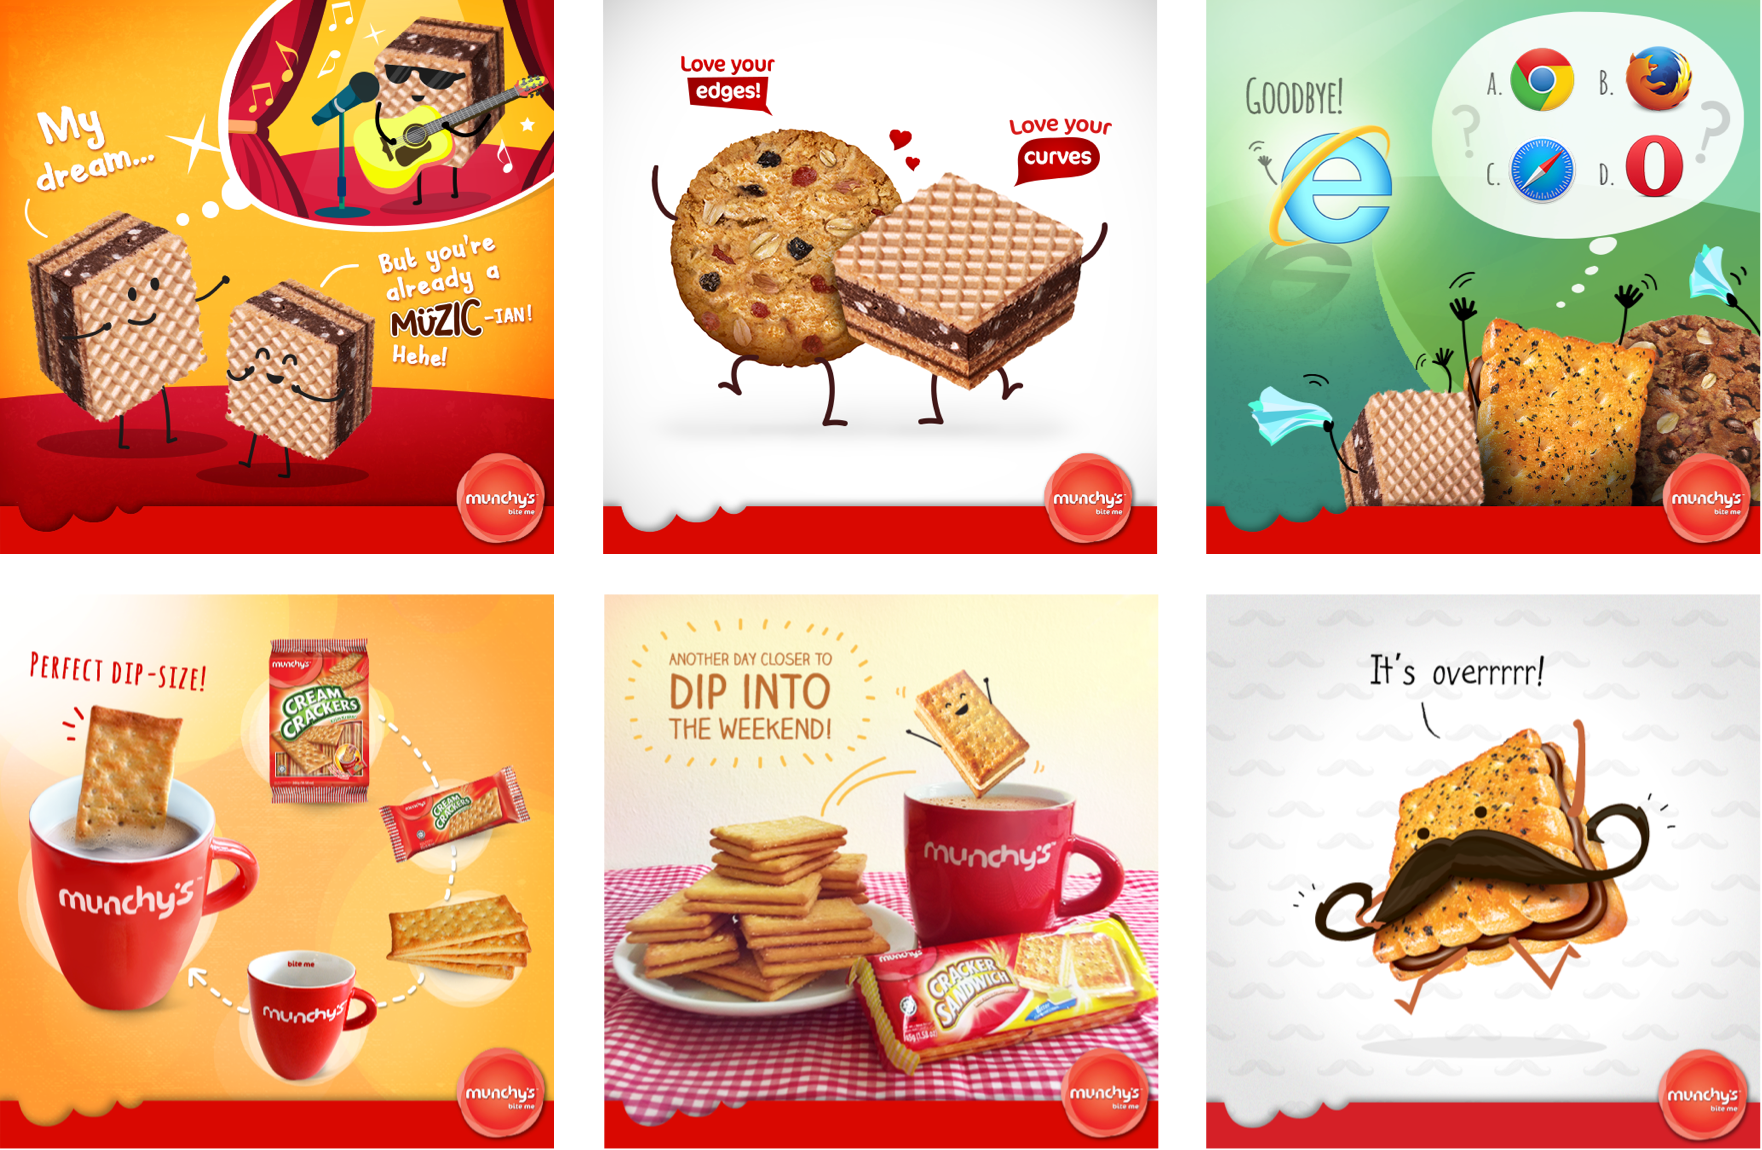 My
dream...
But you're
already a
MÜZIC-IAN!
Hehe!
munchy's
bite me
Love your
edges!
Love your
curves
munchy's
bite me
GOODBYE!
A.
B.
?
?
C.
D.
munchy's
bite me
PERFECT DIP-SIZE!
munchy's
CREAM
CRACKERS
munchy's
CREAM
CRACKERS
munchy's
bite me
munchy's
munchy's
bite me
ANOTHER DAY CLOSER TO
DIP INTO
THE WEEKEND!
munchy's
munchy's
CRACKER
SANDWICH
munchy's
bite me
It's overrrrr!
munchy's
bite me